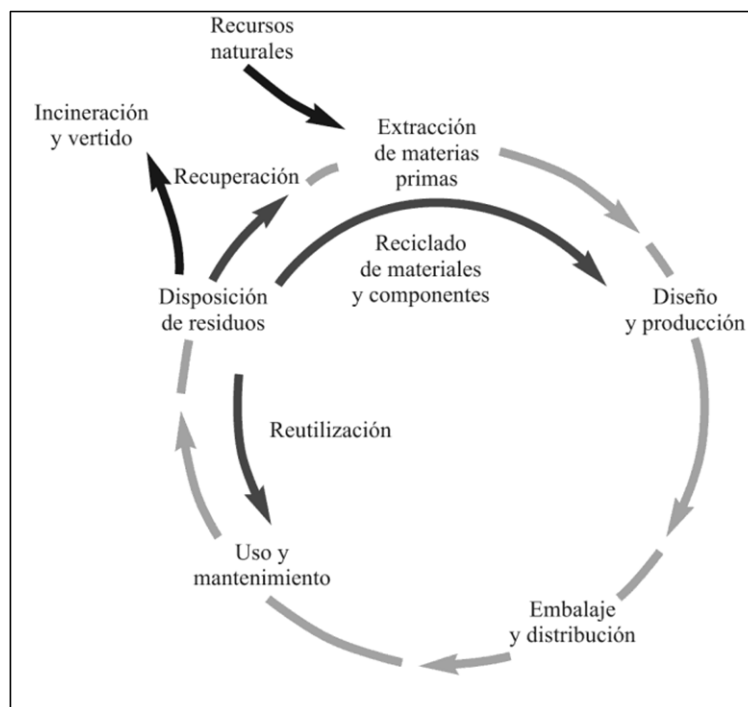 Recursos
naturales
Incineración
y vertido
Extracción
de materias
primas
Recuperación
Reciclado
de materiales
y componentes
Disposición
de residuos
Diseño
y producción
Reutilización
Uso y
mantenimiento
Embalaje
y distribución